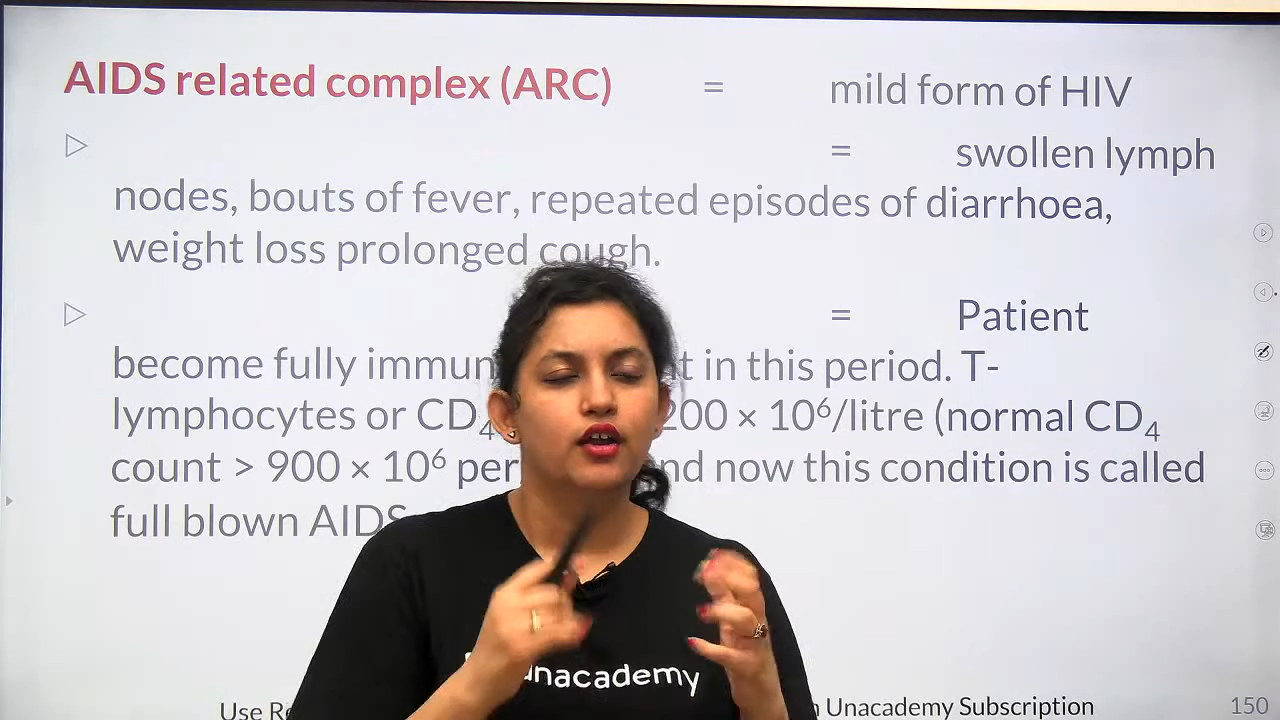 AIDS related complex (ARC) = mild form of HIV
= swollen lymph
nodes, bouts of fever, repeated episodes of diarrhoea,
weight loss prolonged cough.
= Patient
become fully immun t in this period. T-
lymphocytes or CD₄ 200 × 10⁶/litre (normal CD₄
count > 900 × 10⁶ per nd now this condition is called
full blown AIDS
unacademy
Use Unacademy Subscription 150